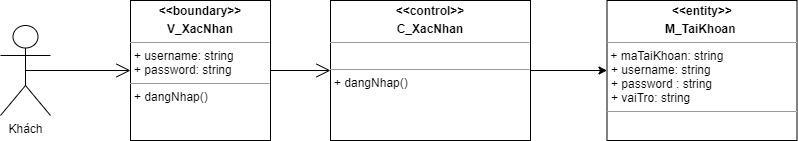 <<boundary>>
V_XacNhan
+ username: string
+ password: string
+ dangNhap()
<<control>>
C_XacNhan
+ dangNhap()
<<entity>>
M_TaiKhoan
+ maTaiKhoan: string
+ username: string
+ password : string
+ vaiTro: string
Khách